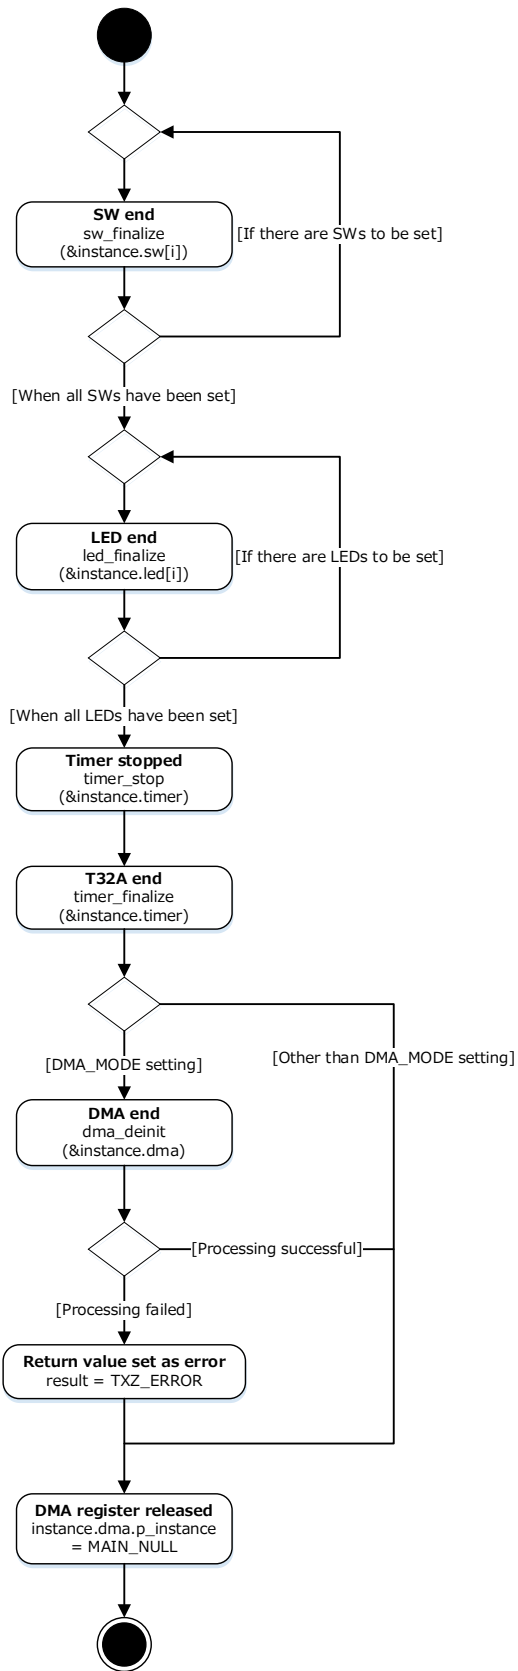 SW end
sw_finalize
(&instance.sw[i])
[If there are SWs to be set]
[When all SWs have been set]
LED end
led_finalize
(&instance.led[i])
[If there are LEDs to be set]
[When all LEDs have been set]
Timer stopped
timer_stop
(&instance.timer)
T32A end
timer_finalize
(&instance.timer)
[Other than DMA_MODE setting]
[DMA_MODE setting]
DMA end
dma_deinit
(&instance.dma)
[Processing successful]
[Processing failed]
Return value set as error
result = TXZ_ERROR
DMA register released
instance.dma.p_instance
= MAIN_NULL